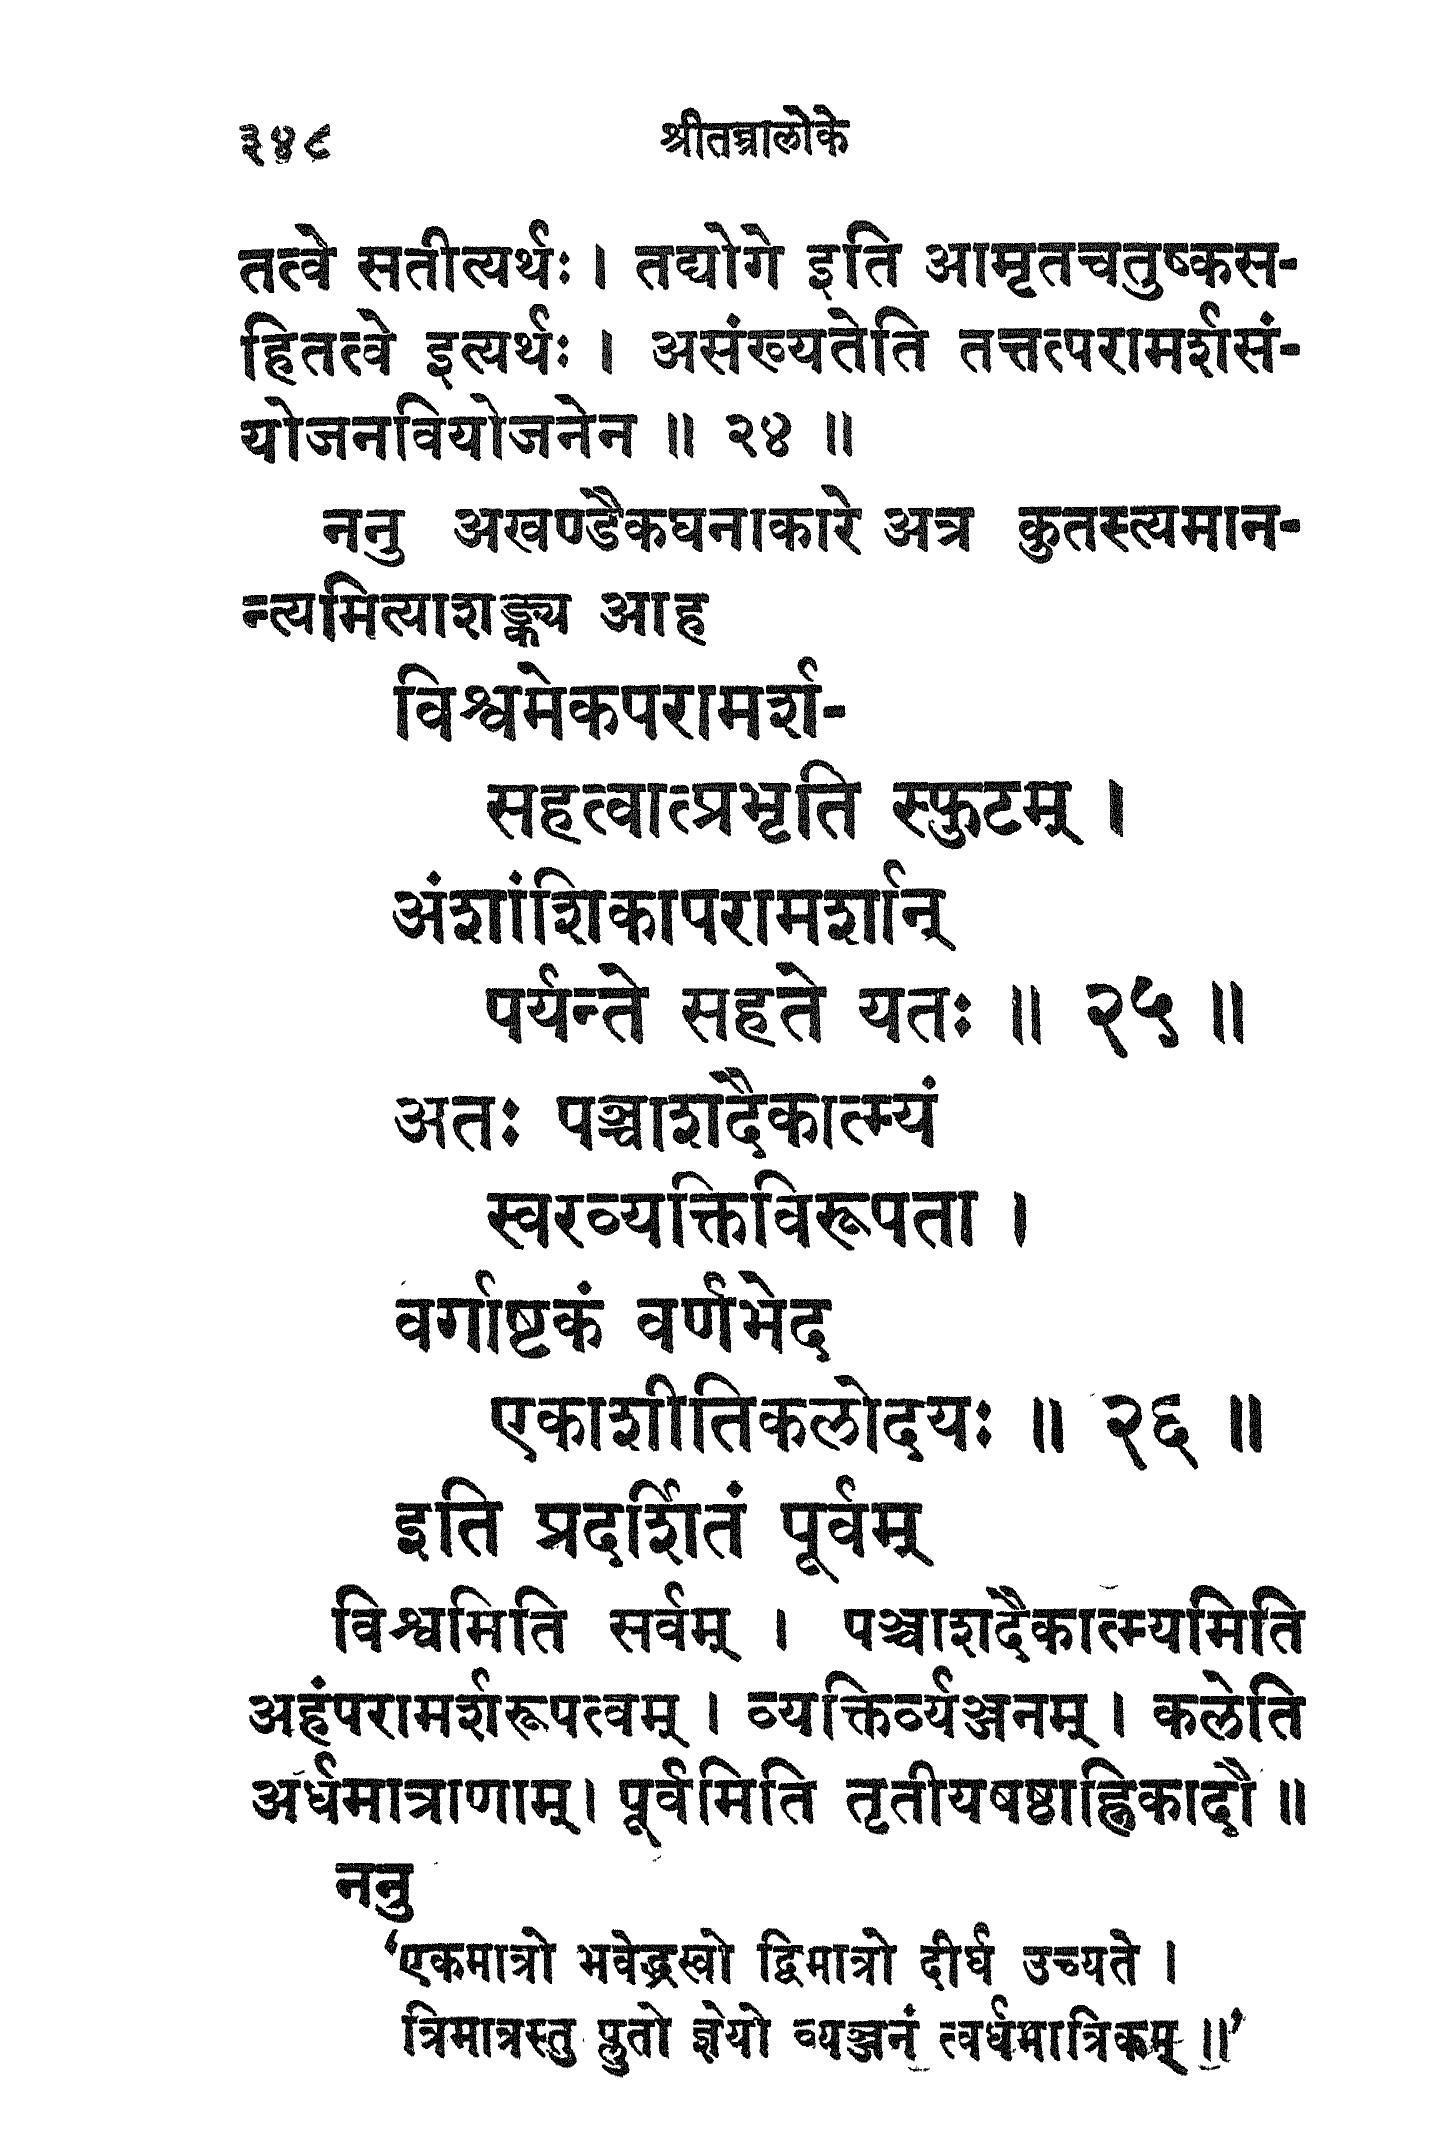 ३४८ श्रीतन्त्रालोके
तत्वे सतीत्यर्थः । तद्योगे इति आमृतचतुष्कस-
हितत्वे इत्यर्थः । असंख्यतेति तत्तत्परामर्शसं-
योजनवियोजनेन ॥ २४ ॥
ननु अखण्डैकघनाकारे अत्र कुतस्त्यमान-
न्त्यमित्याशङ्क्य आह
विश्वमेकपरामर्श-
सहत्वात्प्रभृति स्फुटम् ।
अंशांशिकापरामर्शान्
पर्यन्ते सहते यतः ॥ २५ ॥
अतः पञ्चाशदैकात्म्यं
स्वरव्यक्तिविरूपता ।
वर्गाष्टकं वर्णभेद
एकाशीतिकलोदयः ॥ २६ ॥
इति प्रदर्शितं पूर्वम्
विश्वमिति सर्वम् । पञ्चाशदैकात्म्यमिति
अहंपरामर्शरूपत्वम् । व्यक्तिर्व्यञ्जनम् । कलेति
अर्धमात्राणाम् । पूर्वमिति तृतीयषष्ठाह्निकादौ ॥
ननु
‘एकमात्रो भवेद्ध्रस्वो द्विमात्रो दीर्घ उच्यते ।
त्रिमात्रस्तु प्लुतो ज्ञेयो व्यञ्जनं त्वर्धमात्रिकम् ॥’